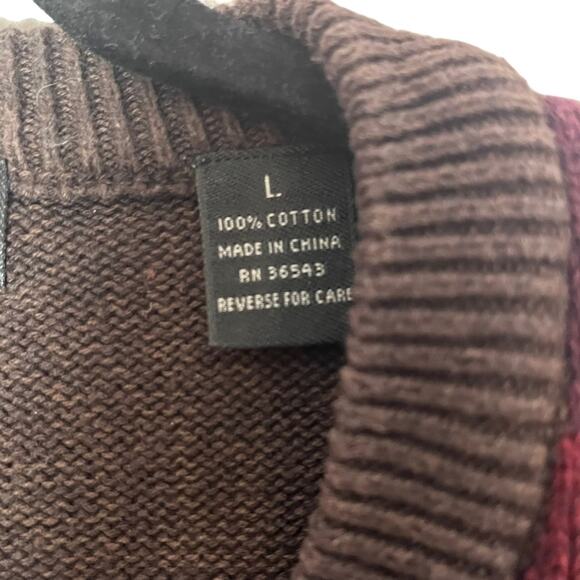 L.
100% COTTON
MADE IN CHINA
RN 36543
REVERSE FOR CARE